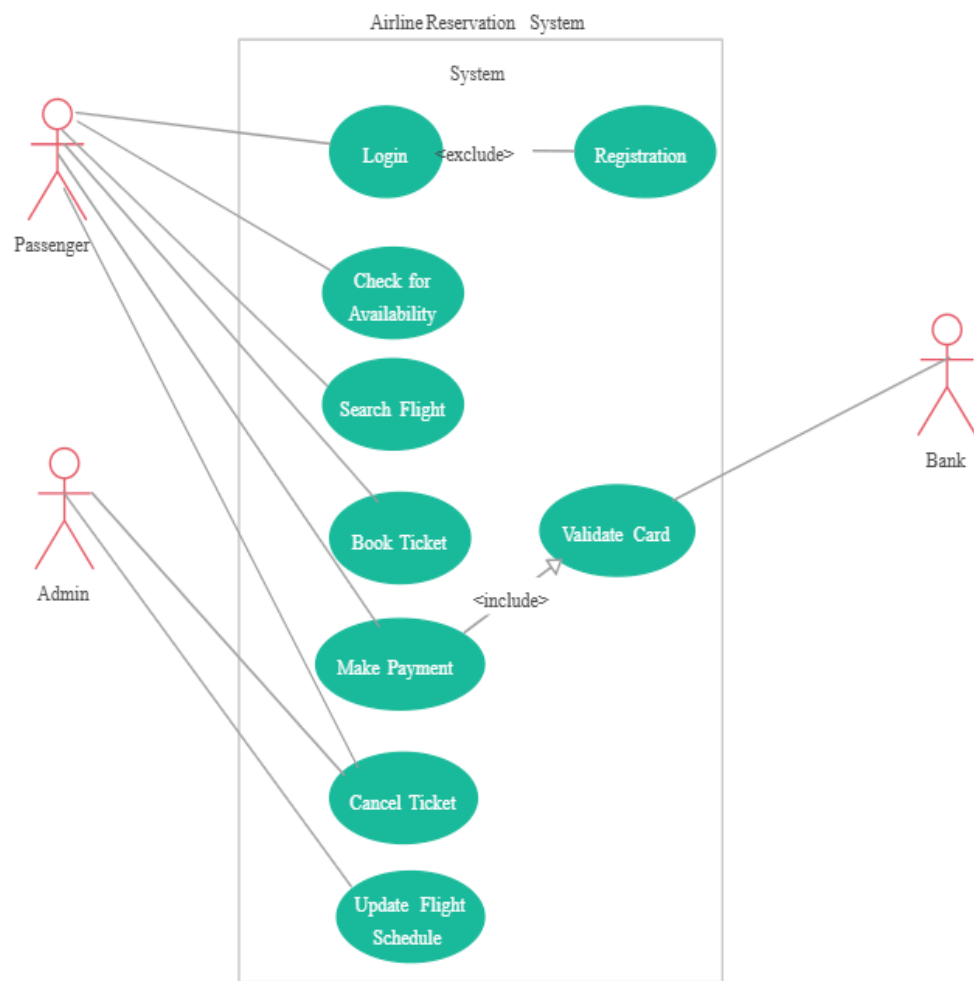 Airline Reservation System
System
Login
<exclude>
Registration
Passenger
Check for
Availability
Search Flight
Bank
Book Ticket
Validate Card
Admin
<include>
Make Payment
Cancel Ticket
Update Flight
Schedule